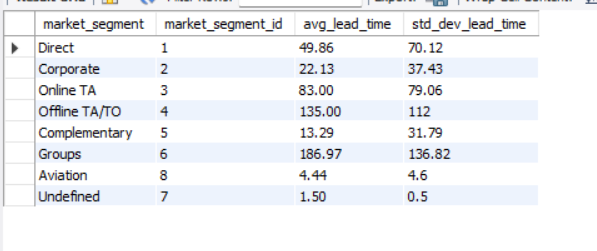 market_segment market_segment_id avg_lead_time std_dev_lead_time
Direct 1 49.86 70.12
Corporate 2 22.13 37.43
Online TA 3 83.00 79.06
Offline TA/TO 4 135.00 112
Complementary 5 13.29 31.79
Groups 6 186.97 136.82
Aviation 8 4.44 4.6
Undefined 7 1.50 0.5